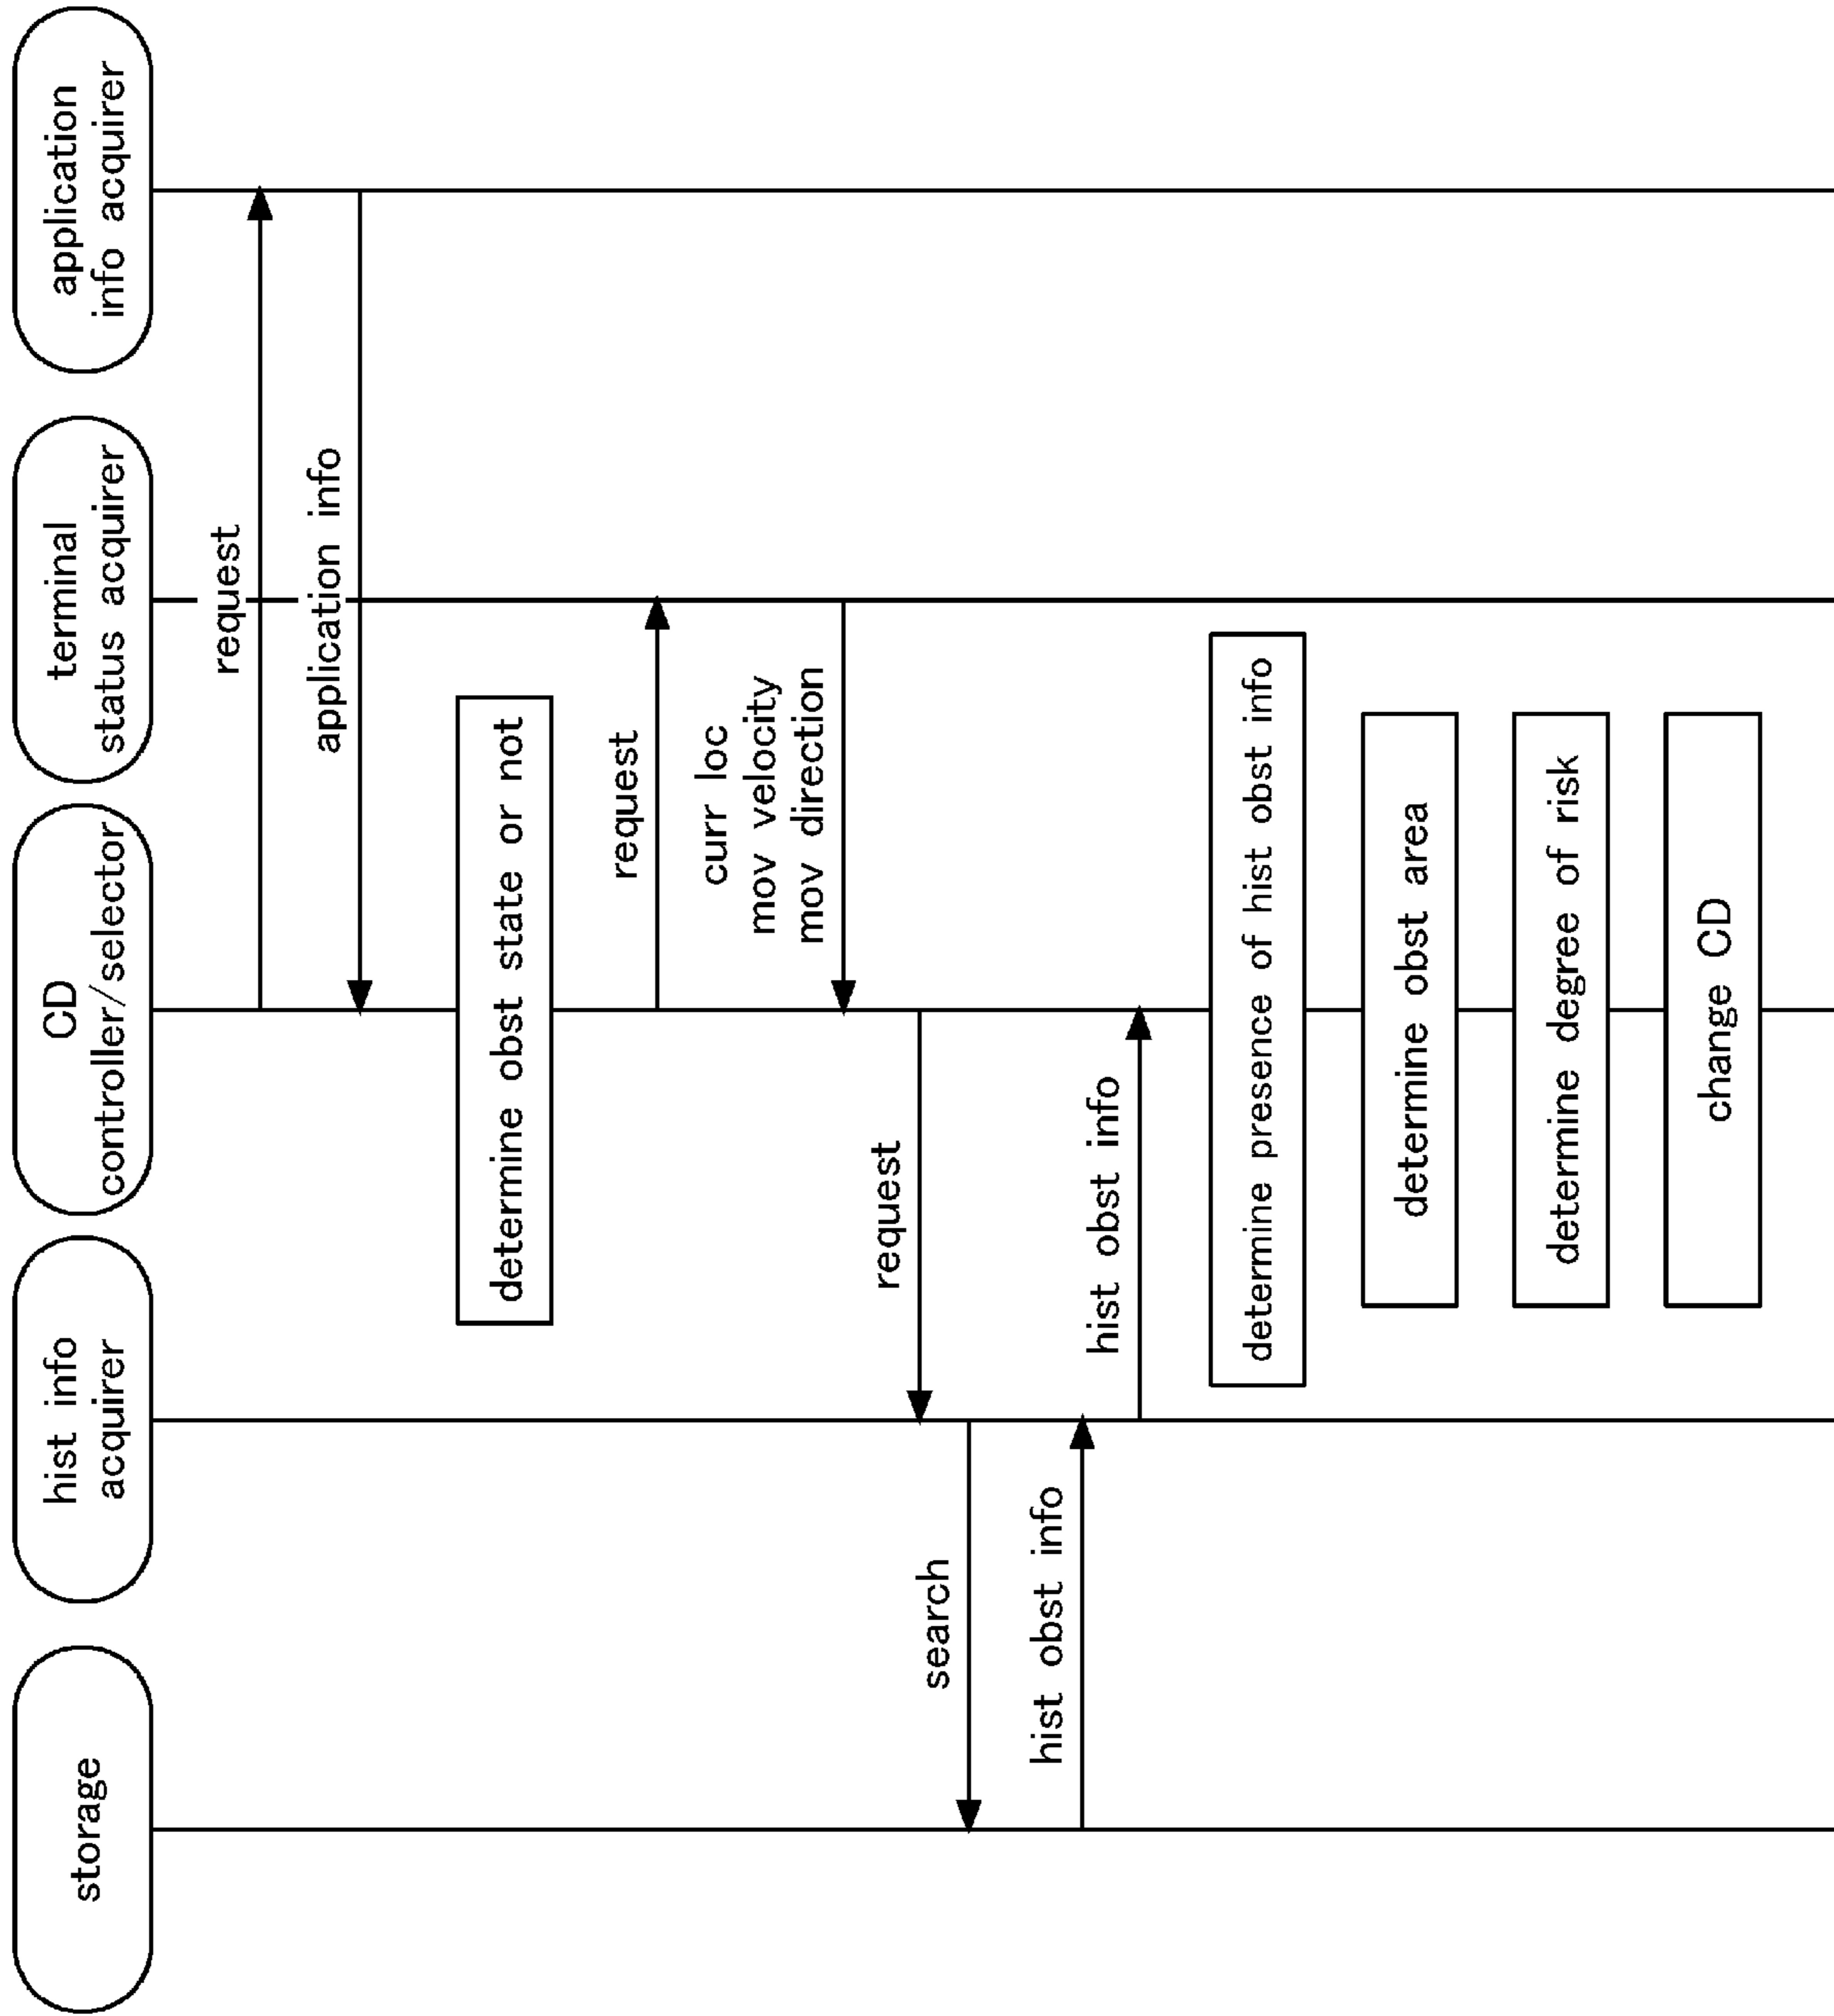 storage
hist info
acquirer
CD
controller/selector
terminal
status acquirer
application
info acquirer
request
application info
determine obst state or not
request
curr loc
mov velocity
mov direction
request
search
hist obst info
hist obst info
determine presence of hist obst info
determine obst area
determine degree of risk
change CD